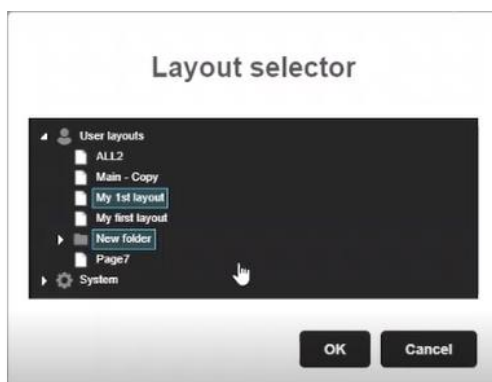 Layout selector
User layouts
ALL2
Main - Copy
My 1st layout
My first layout
New folder
Page7
System
OK
Cancel